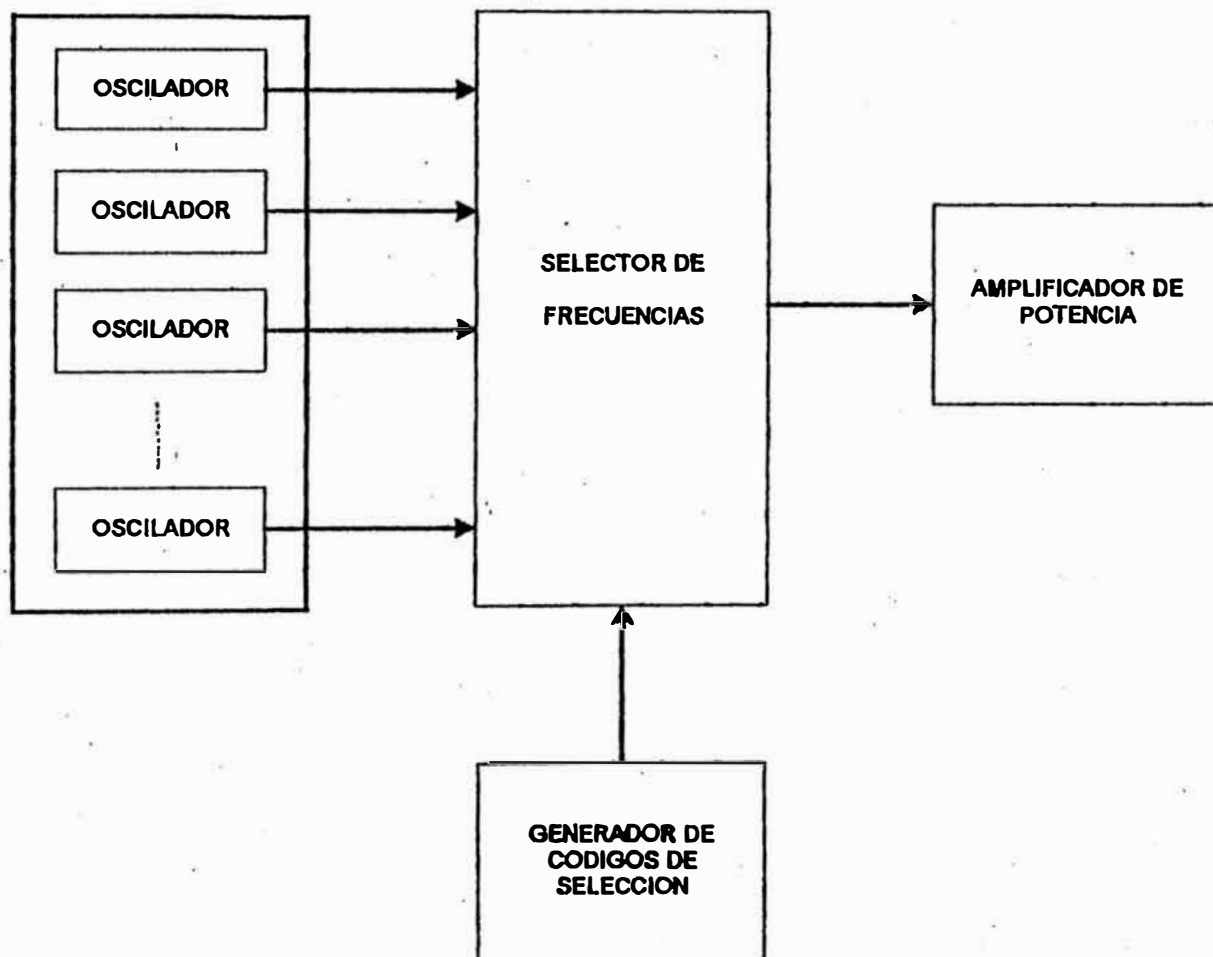 OSCILADOR
OSCILADOR
OSCILADOR
OSCILADOR
SELECTOR DE
FRECUENCIAS
AMPLIFICADOR DE
POTENCIA
GENERADOR DE
CODIGOS DE
SELECCION